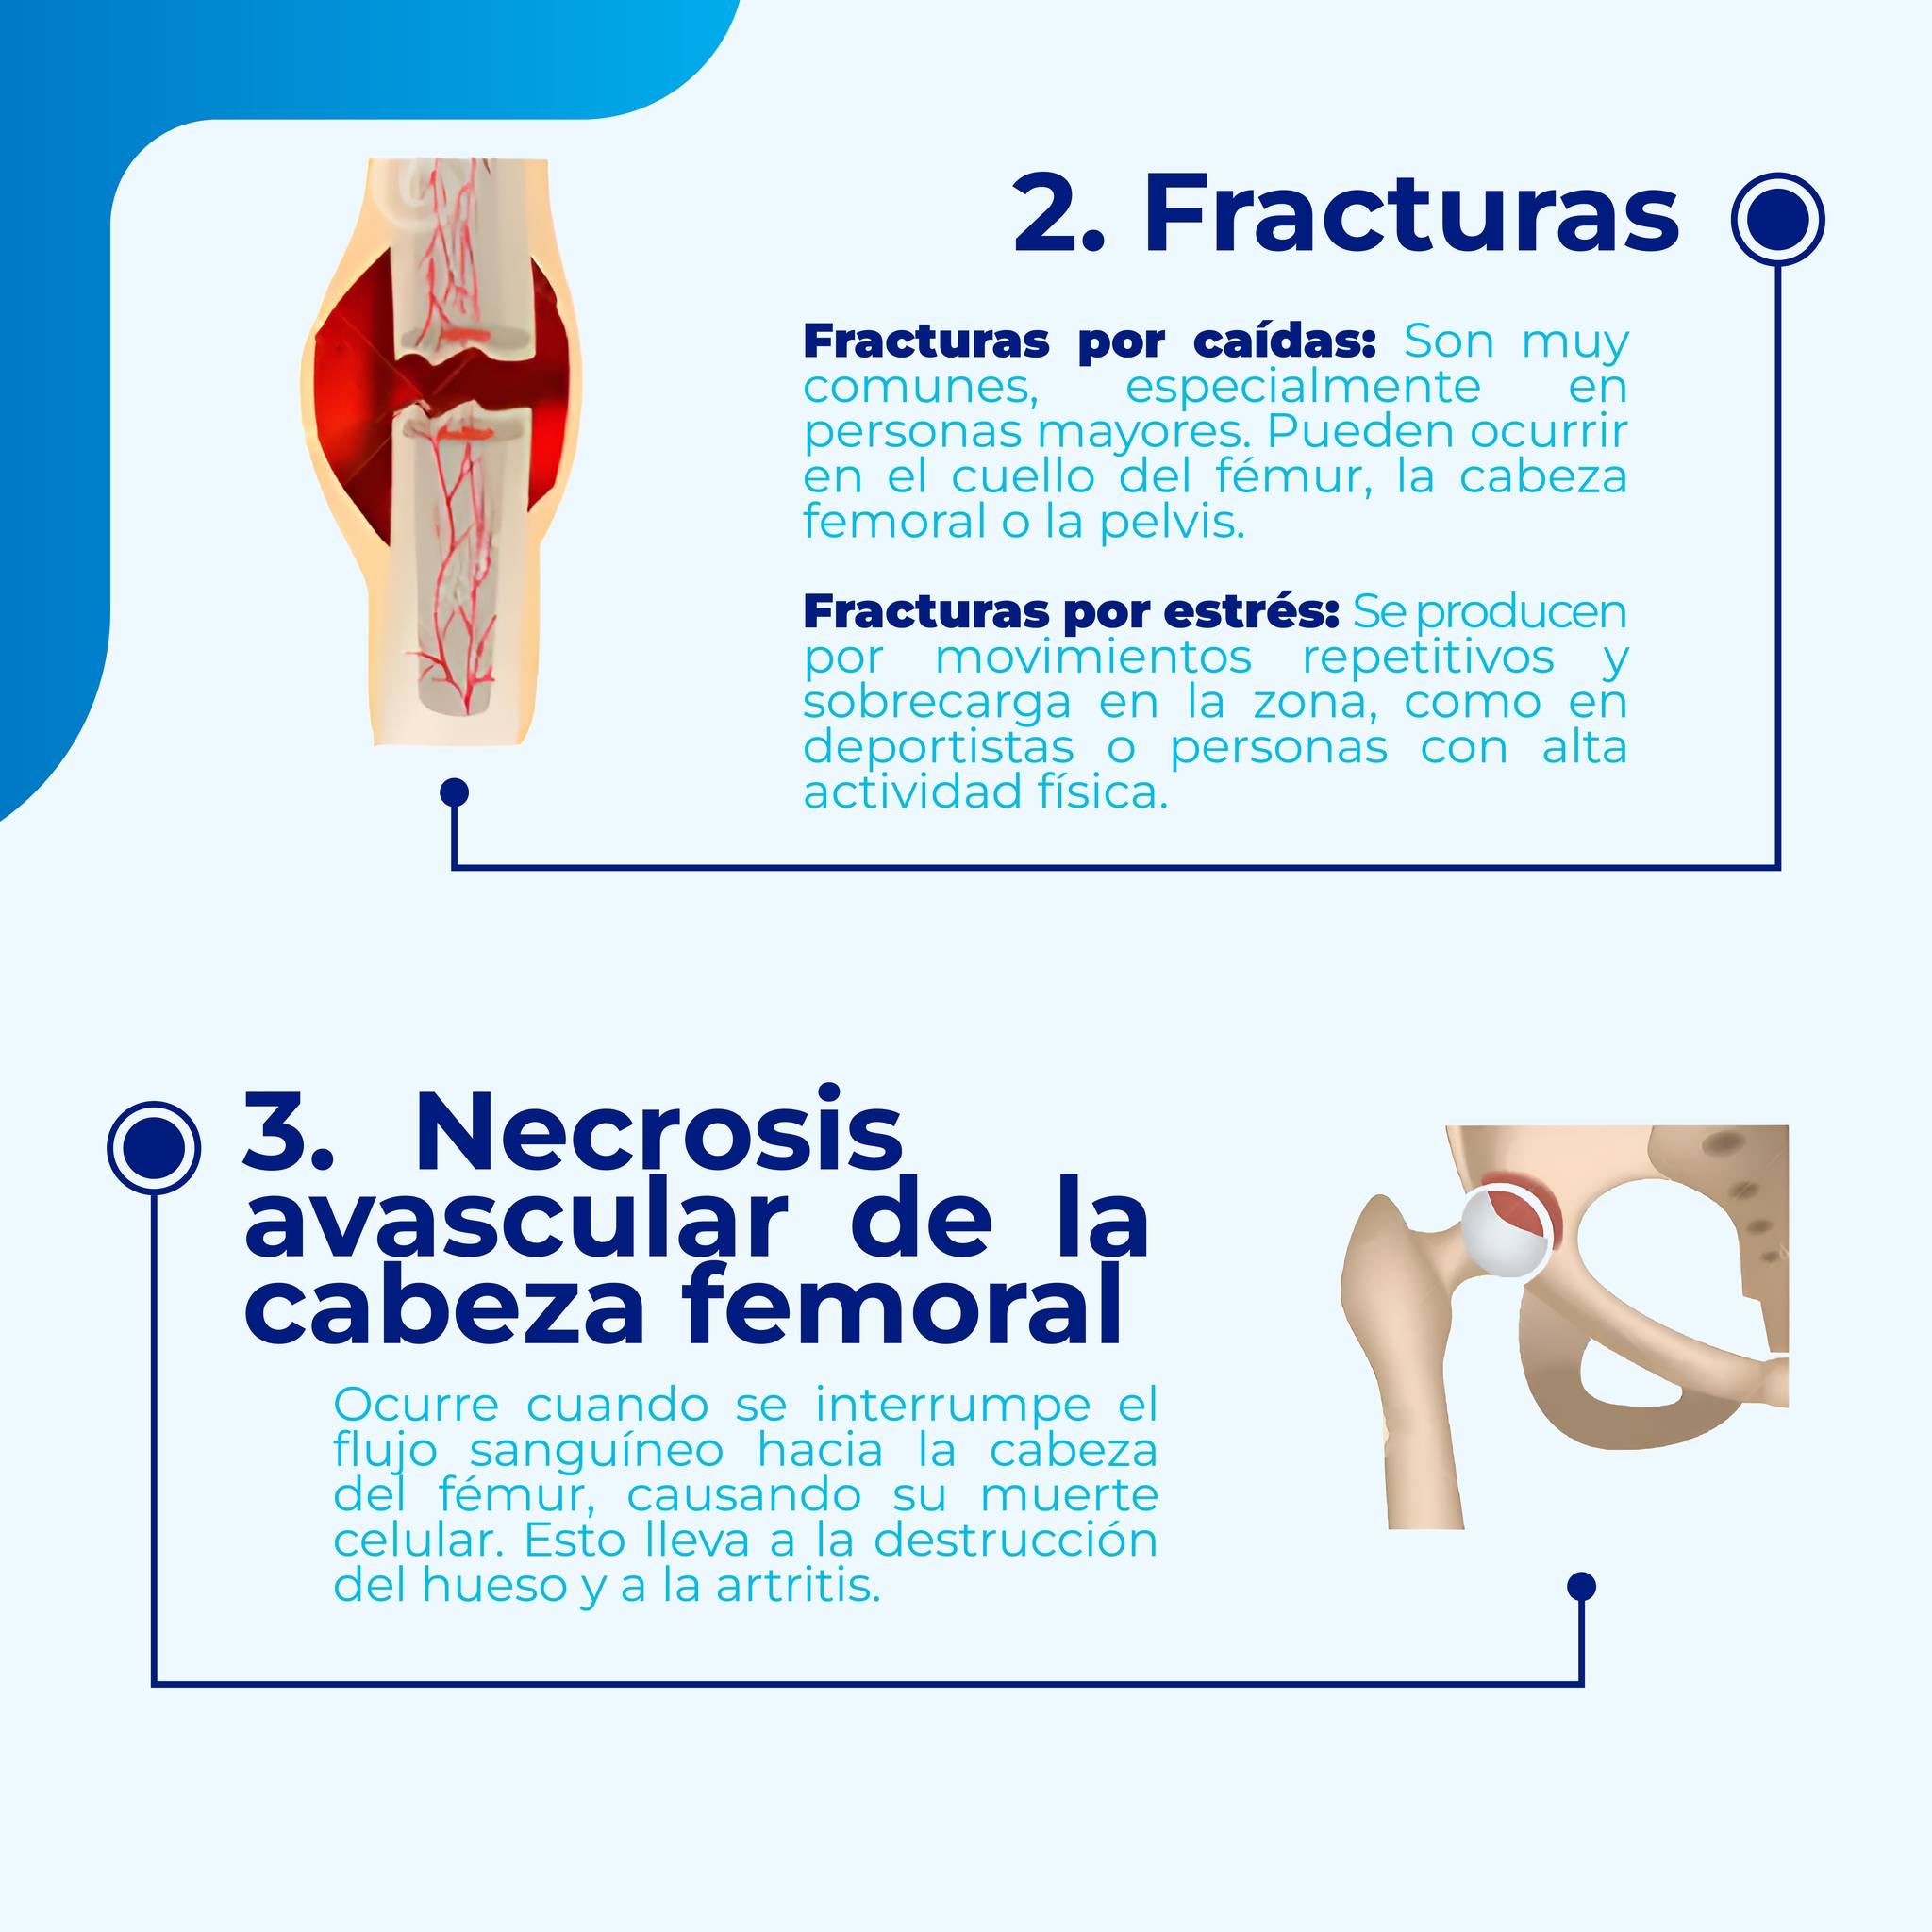 2. Fracturas
Fracturas por caídas: Son muy
comunes, especialmente en
personas mayores. Pueden ocurrir
en el cuello del fémur, la cabeza
femoral o la pelvis.
Fracturas por estrés: Se producen
por movimientos repetitivos y
sobrecarga en la zona, como en
deportistas o personas con alta
actividad física.
3. Necrosis
avascular de la
cabeza femoral
Ocurre cuando se interrumpe el
flujo sanguíneo hacia la cabeza
del fémur, causando su muerte
celular. Esto lleva a la destrucción
del hueso y a la artritis.